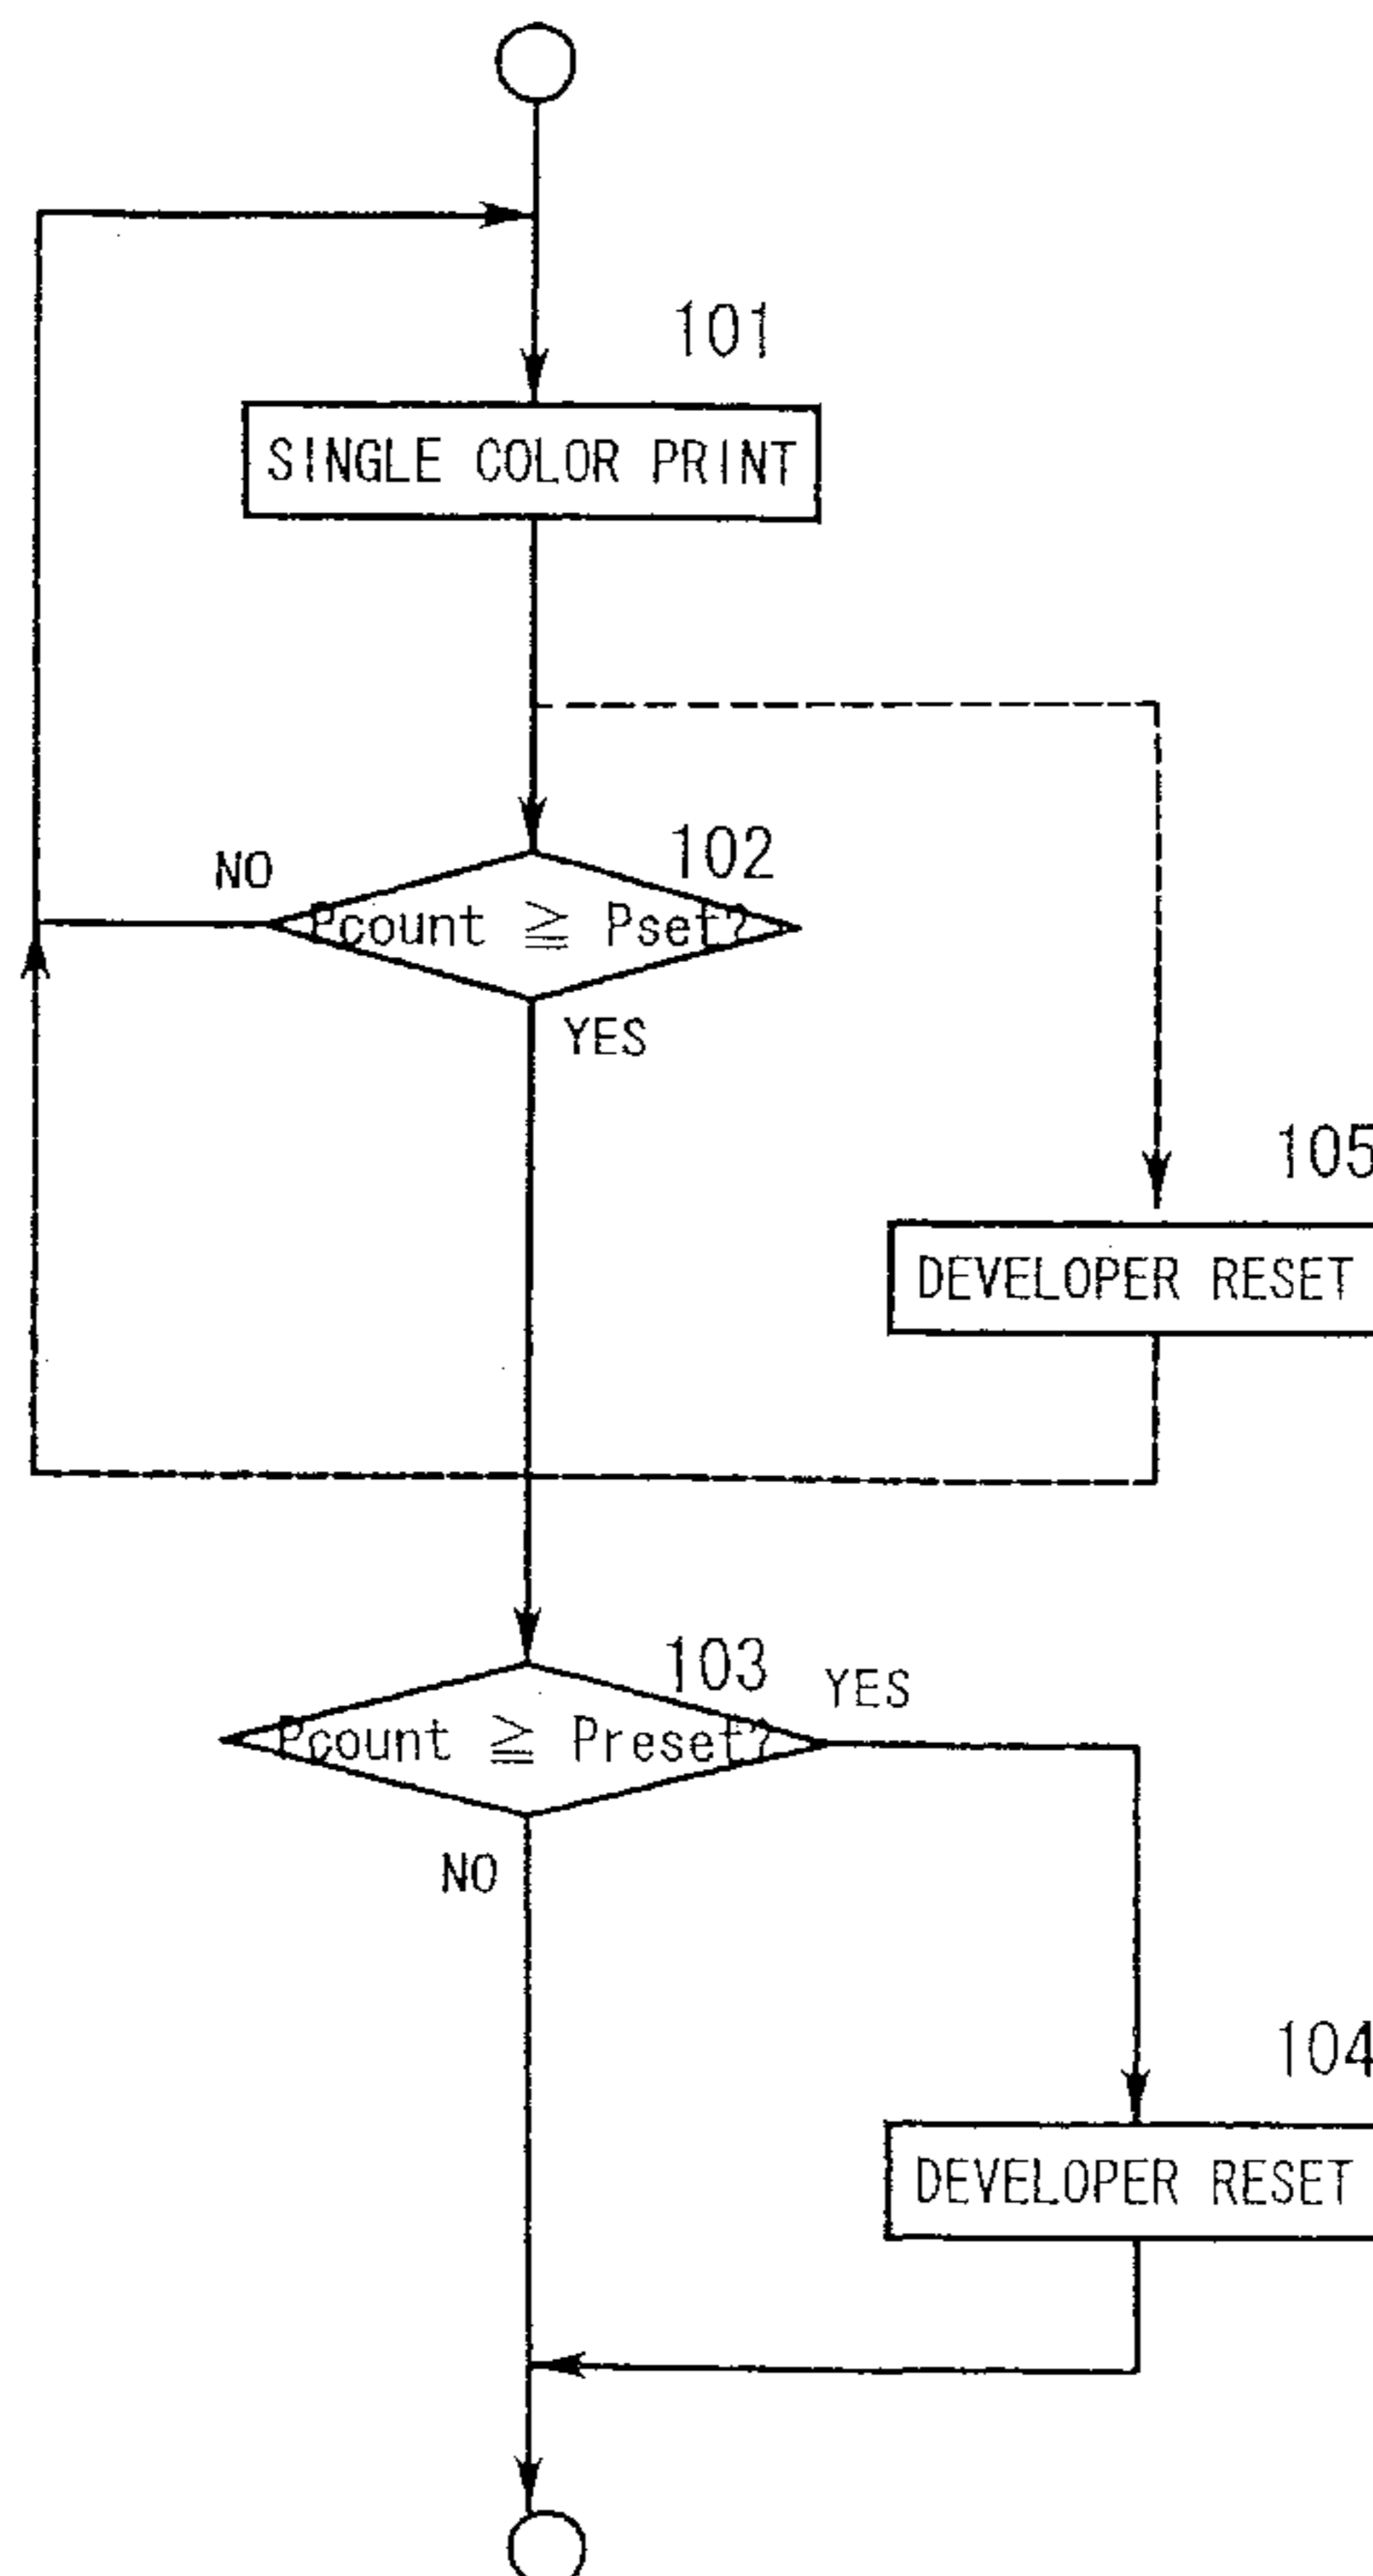 101
SINGLE COLOR PRINT
102
NO
Pcount ≧ Pset?
YES
105
DEVELOPER RESET
103
YES
Pcount ≧ Preset?
NO
104
DEVELOPER RESET